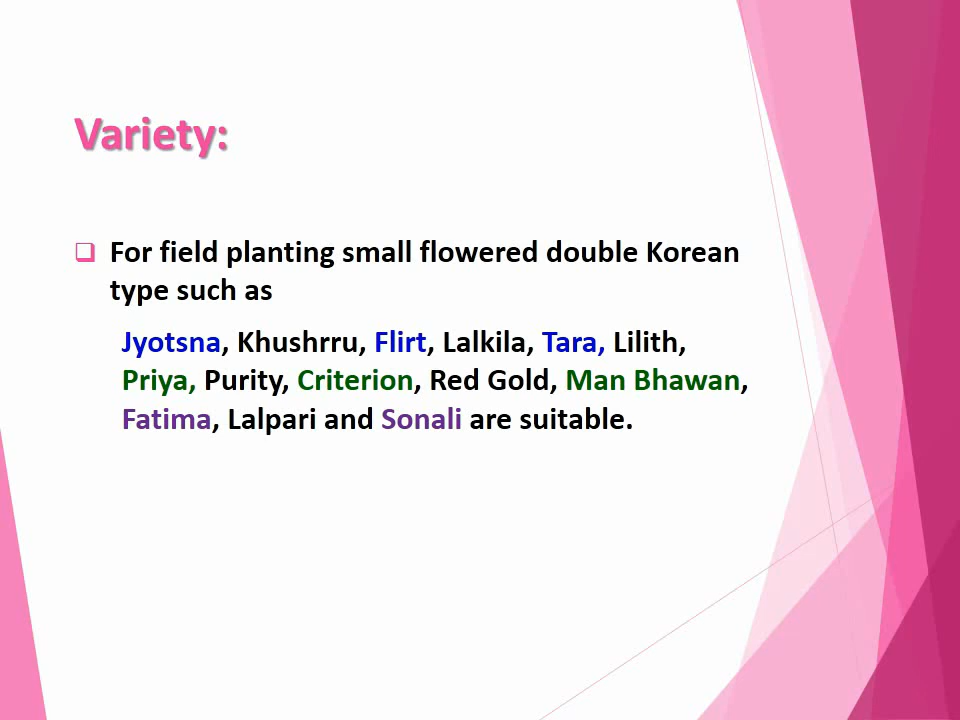 Variety:
For field planting small flowered double Korean
type such as
Jyotsna, Khushrru, Flirt, Lalkila, Tara, Lilith,
Priya, Purity, Criterion, Red Gold, Man Bhawan,
Fatima, Lalpari and Sonali are suitable.